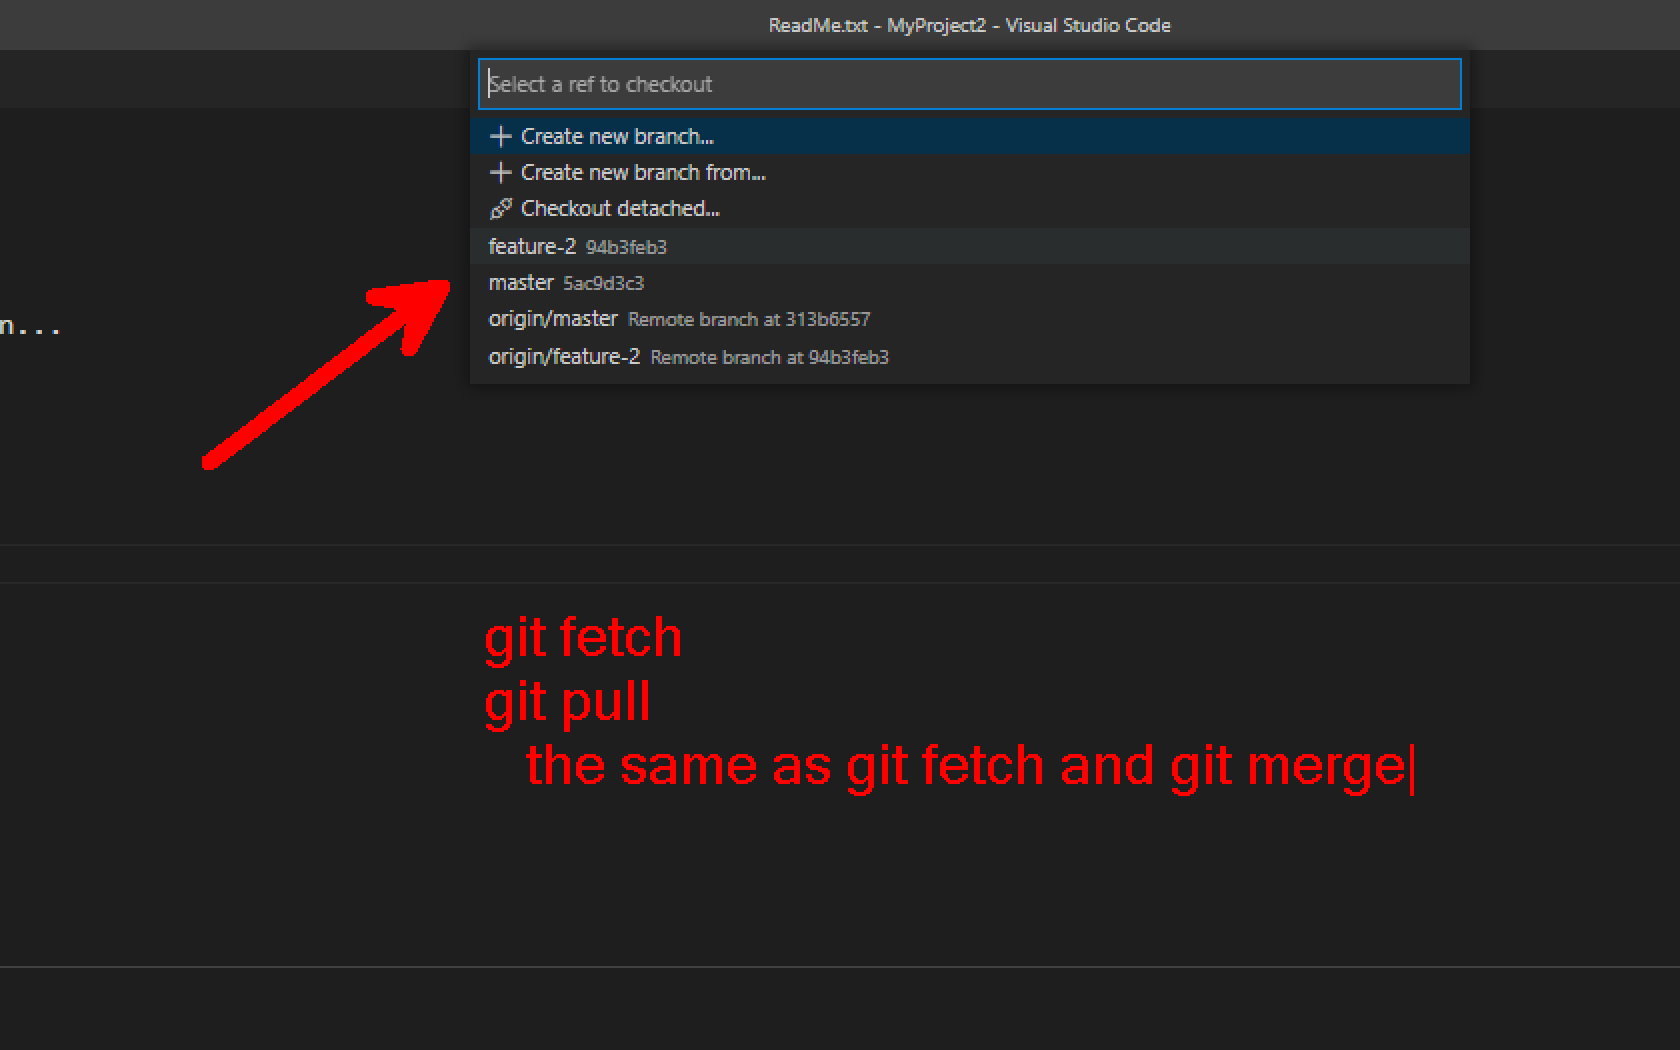 ReadMe.txt - MyProject2 - Visual Studio Code
Select a ref to checkout
Create new branch...
Create new branch from...
Checkout detached...
feature-2 94b3feb3
master 5ac9d3c3
origin/master Remote branch at 313b6557
origin/feature-2 Remote branch at 94b3feb3
n...
git fetch
git pull
the same as git fetch and git merge